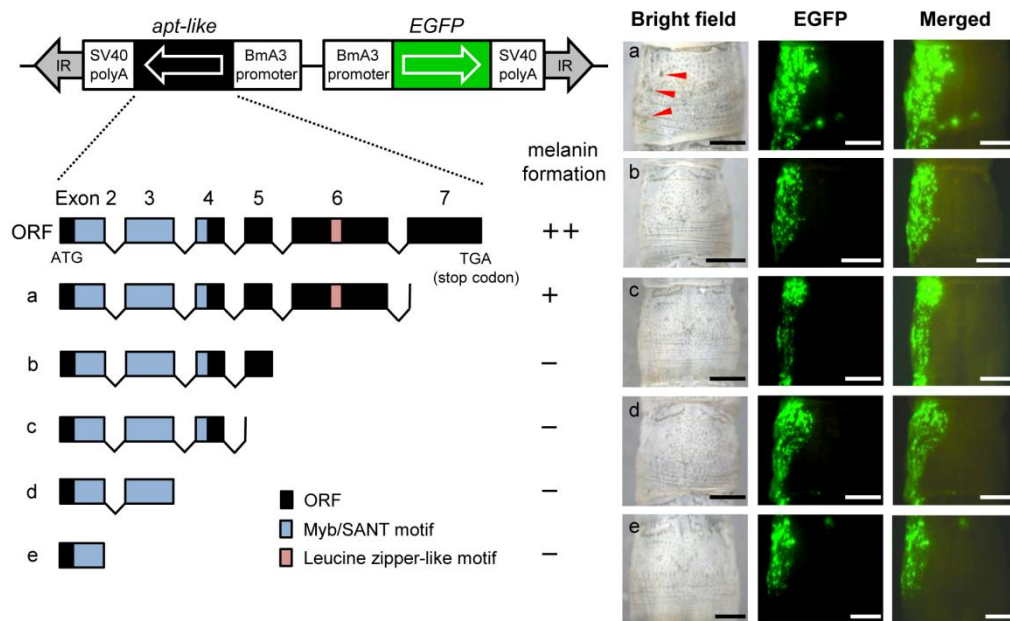 apt-like
EGFP
IR
SV40
polyA
BmA3
promoter
BmA3
promoter
SV40
polyA
IR
melanin
formation
Exon 2 3 4 5 6 7
ORF
++
ATG
TGA
(stop codon)
a
+
b
−
c
−
d
−
e
−
ORF
Myb/SANT motif
Leucine zipper-like motif
Bright field
EGFP
Merged
a
b
c
d
e